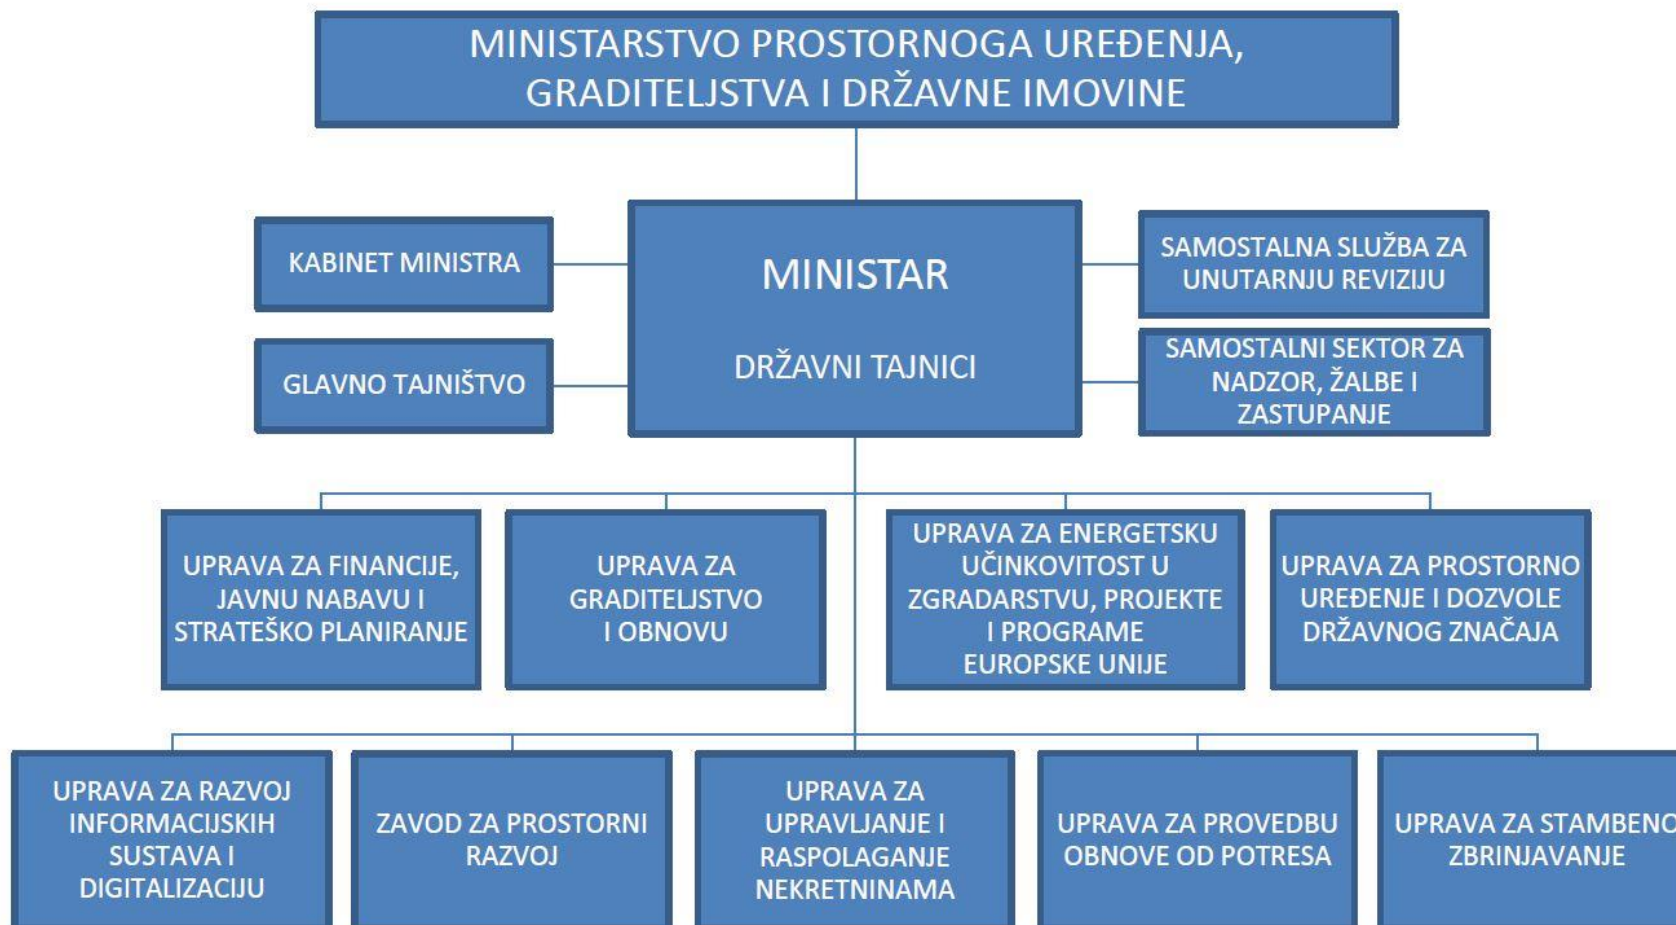 MINISTARSTVO PROSTORNOGA UREĐENJA,
GRADITELJSTVA I DRŽAVNE IMOVINE
KABINET MINISTRA
GLAVNO TAJNIŠTVO
MINISTAR
DRŽAVNI TAJNICI
SAMOSTALNA SLUŽBA ZA
UNUTARNJU REVIZIJU
SAMOSTALNI SEKTOR ZA
NADZOR, ŽALBE I
ZASTUPANJE
UPRAVA ZA FINANCIJE,
JAVNU NABAVU I
STRATEŠKO PLANIRANJE
UPRAVA ZA
GRADITELJSTVO
I OBNOVU
UPRAVA ZA ENERGETSKU
UČINKOVITOST U
ZGRADARSTVU, PROJEKTE
I PROGRAME
EUROPSKE UNIJE
UPRAVA ZA PROSTORNO
UREĐENJE I DOZVOLE
DRŽAVNOG ZNAČAJA
UPRAVA ZA RAZVOJ
INFORMACIJSKIH
SUSTAVA I
DIGITALIZACIJU
ZAVOD ZA PROSTORNI
RAZVOJ
UPRAVA ZA
UPRAVLJANJE I
RASPOLAGANJE
NEKRETNINAMA
UPRAVA ZA PROVEDBU
OBNOVE OD POTRESA
UPRAVA ZA STAMBENO
ZBRINJAVANJE